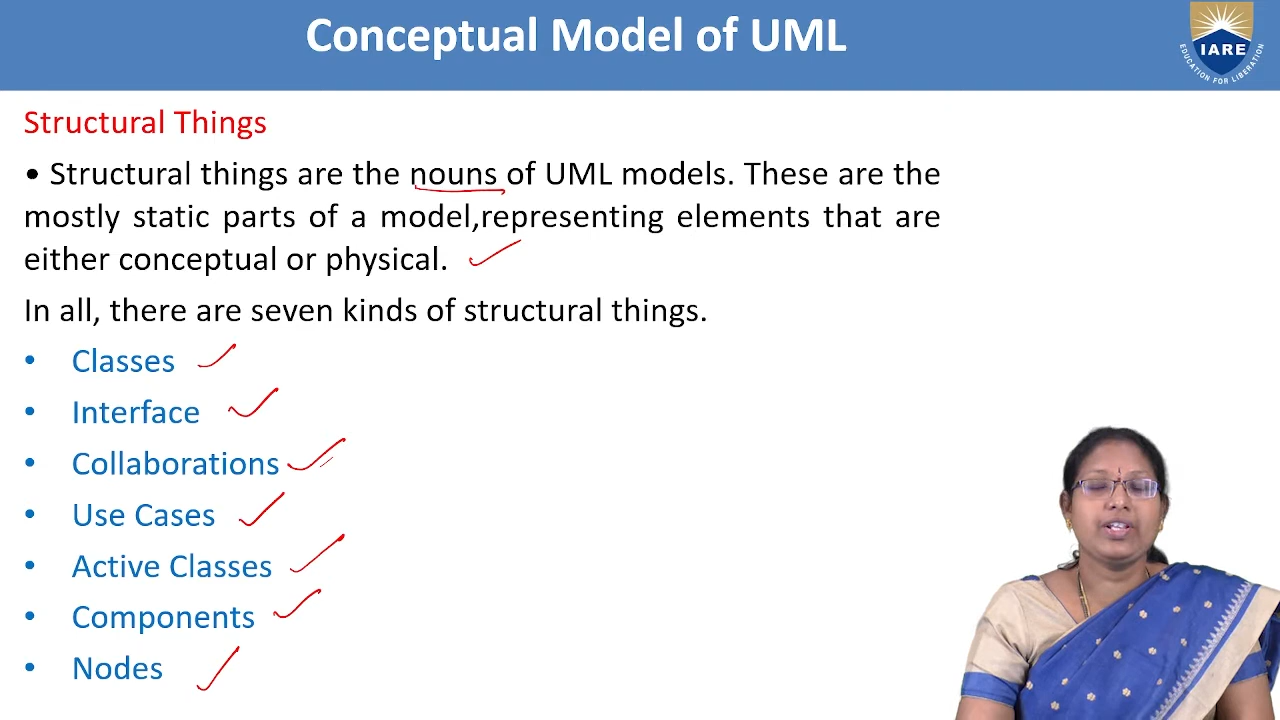 Conceptual Model of UML
IARE
EDUCATION FOR LIBERATION
Structural Things
• Structural things are the nouns of UML models. These are the
mostly static parts of a model,representing elements that are
either conceptual or physical.
In all, there are seven kinds of structural things.
• Classes
• Interface
• Collaborations
• Use Cases
• Active Classes
• Components
• Nodes